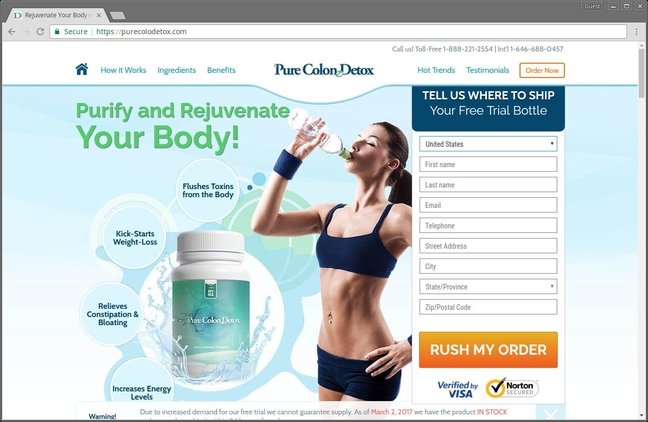 Guest
Rejuvenate Your Body -
Secure https://purecolodetox.com
Call us! Toll-Free 1-888-221-2554 | Int'l 1-646-688-0457
How it Works Ingredients Benefits Pure Colon Detox Hot Trends Testimonials Order Now
Purify and Rejuvenate
Your Body!
TELL US WHERE TO SHIP
Your Free Trial Bottle
United States
First name
Last name
Email
Telephone
Street Address
City
State/Province
Zip/Postal Code
RUSH MY ORDER
Verified by
VISA
Norton
SECURED
Flushes Toxins
from the Body
Kick-Starts
Weight-Loss
Relieves
Constipation
& Bloating
Increases Energy
Levels
Pure Colon Detox
Warning!
Due to increased demand for our free trial we cannot guarantee supply. As of March 2, 2017 we have the product IN STOCK